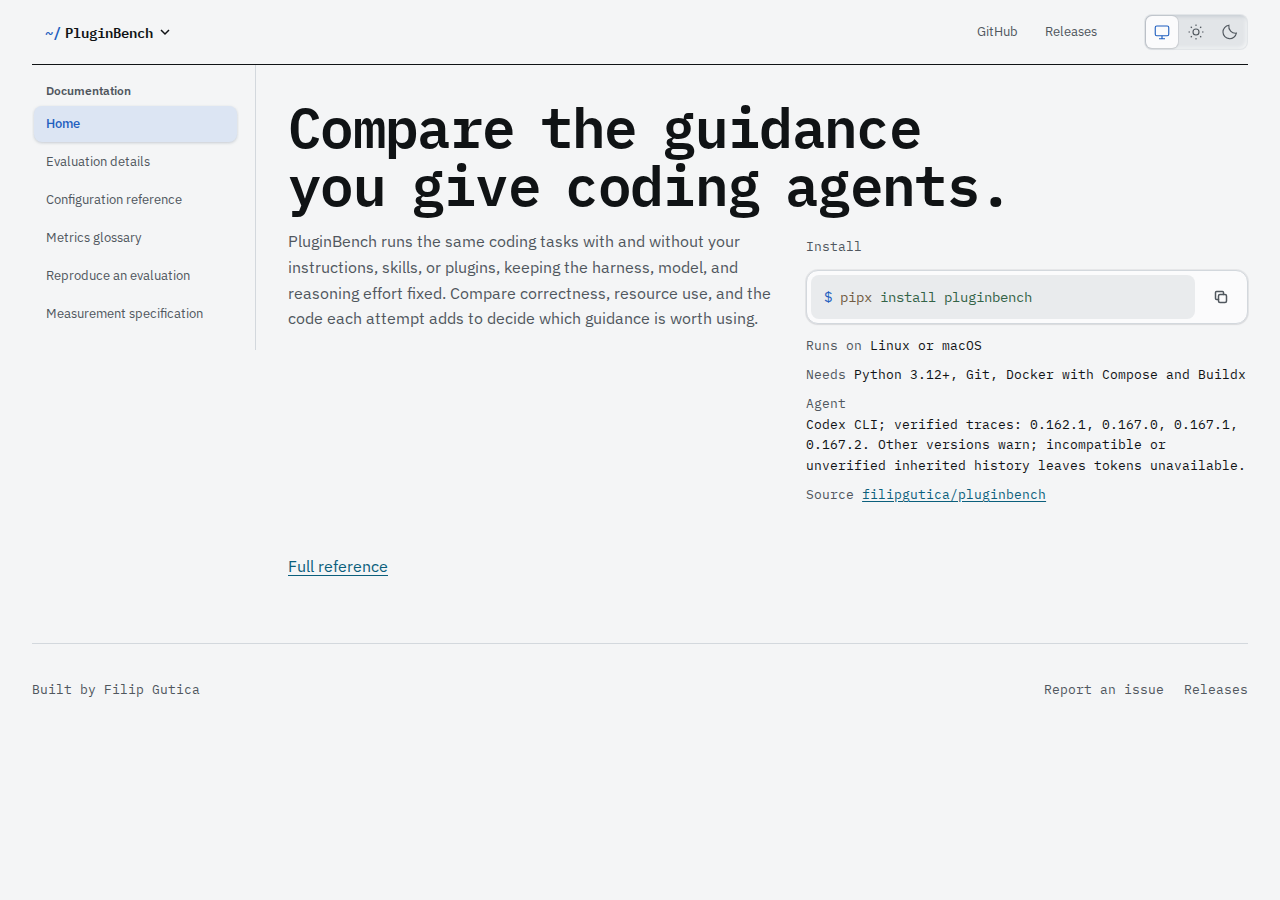 ~/ PluginBench
GitHub
Releases
Documentation
Home
Evaluation details
Configuration reference
Metrics glossary
Reproduce an evaluation
Measurement specification
Compare the guidance
you give coding agents.
PluginBench runs the same coding tasks with and without your
instructions, skills, or plugins, keeping the harness, model, and
reasoning effort fixed. Compare correctness, resource use, and the
code each attempt adds to decide which guidance is worth using.
Install
$ pipx install pluginbench
Runs on Linux or macOS
Needs Python 3.12+, Git, Docker with Compose and Buildx
Agent
Codex CLI; verified traces: 0.162.1, 0.167.0, 0.167.1,
0.167.2. Other versions warn; incompatible or
unverified inherited history leaves tokens unavailable.
Source filipgutica/pluginbench
Full reference
Built by Filip Gutica
Report an issue
Releases